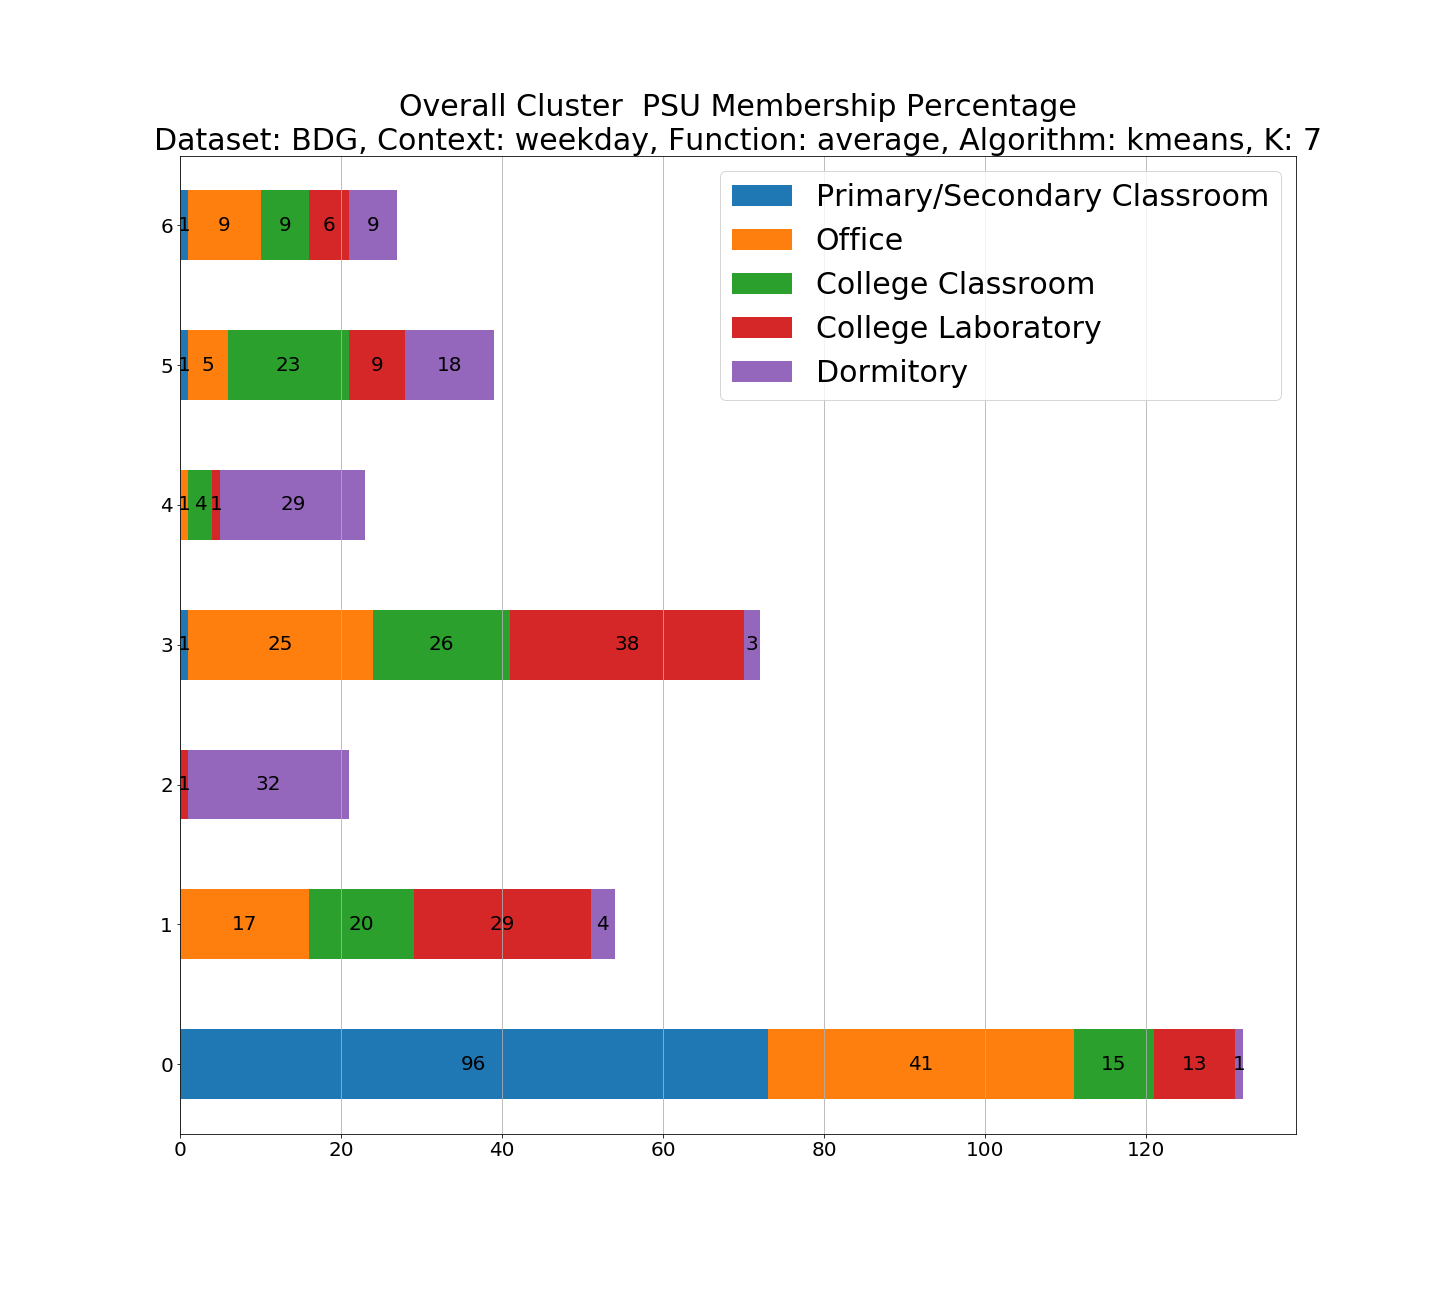 Overall Cluster  PSU Membership Percentage
Dataset: BDG, Context: weekday, Function: average, Algorithm: kmeans, K: 7
Primary/Secondary Classroom
Office
College Classroom
College Laboratory
Dormitory
6 1 9 9 6 9
5 1 5 23 9 18
4 1 4 1 29
3 1 25 26 38 3
2 1 32
1 17 20 29 4
0 96 41 15 13 1
0 20 40 60 80 100 120